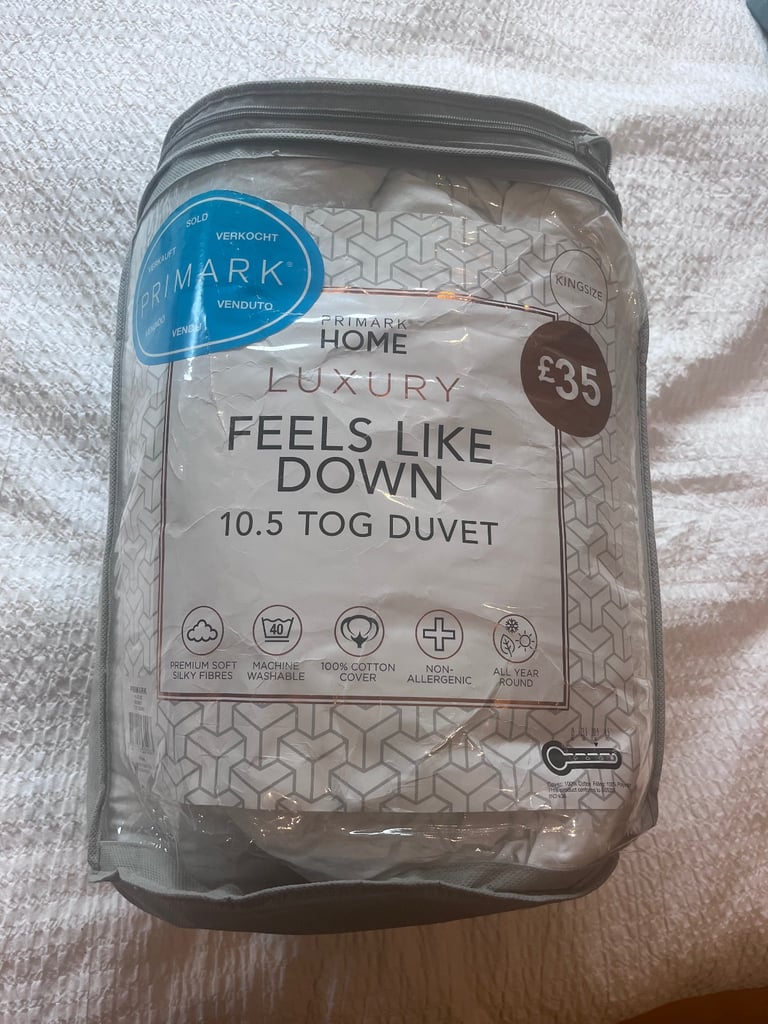 SOLD
VERKOCHT
VERKAUFT
PRIMARK®
VENDUTO
VENDU
KINGSIZE
PRIMARK
HOME
£35
LUXURY
FEELS LIKE
DOWN
10.5 TOG DUVET
40
PREMIUM SOFT
SILKY FIBRES
MACHINE
WASHABLE
100% COTTON
COVER
NON-
ALLERGENIC
ALL YEAR
ROUND
PRIMARK